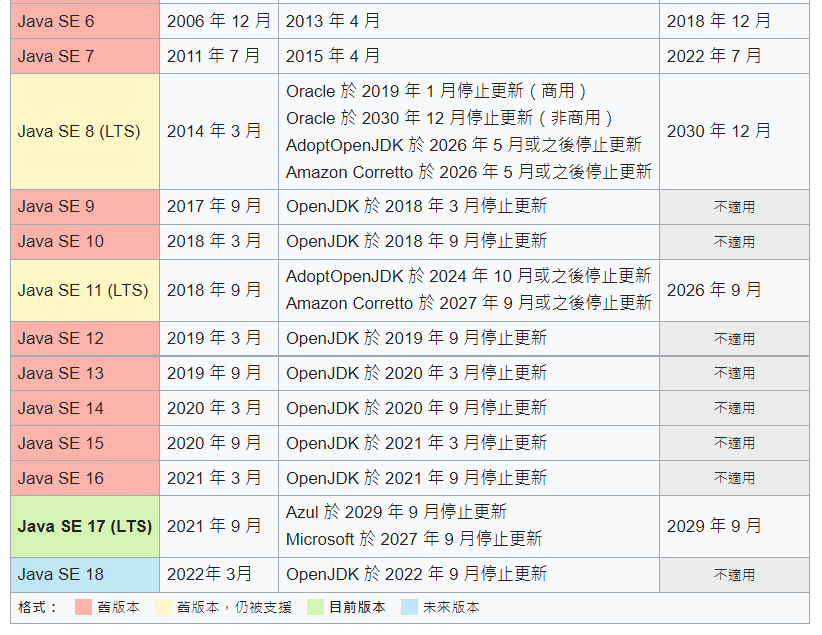 Java SE 6 2006 年 12 月 2013 年 4 月 2018 年 12 月
Java SE 7 2011 年 7 月 2015 年 4 月 2022 年 7 月
Java SE 8 (LTS) 2014 年 3 月
Oracle 於 2019 年 1 月停止更新（商用）
Oracle 於 2030 年 12 月停止更新（非商用）
AdoptOpenJDK 於 2026 年 5 月或之後停止更新
Amazon Corretto 於 2026 年 5 月或之後停止更新
2030 年 12 月
Java SE 9 2017 年 9 月 OpenJDK 於 2018 年 3 月停止更新 不適用
Java SE 10 2018 年 3 月 OpenJDK 於 2018 年 9 月停止更新 不適用
Java SE 11 (LTS) 2018 年 9 月
AdoptOpenJDK 於 2024 年 10 月或之後停止更新
Amazon Corretto 於 2027 年 9 月或之後停止更新
2026 年 9 月
Java SE 12 2019 年 3 月 OpenJDK 於 2019 年 9 月停止更新 不適用
Java SE 13 2019 年 9 月 OpenJDK 於 2020 年 3 月停止更新 不適用
Java SE 14 2020 年 3 月 OpenJDK 於 2020 年 9 月停止更新 不適用
Java SE 15 2020 年 9 月 OpenJDK 於 2021 年 3 月停止更新 不適用
Java SE 16 2021 年 3 月 OpenJDK 於 2021 年 9 月停止更新 不適用
Java SE 17 (LTS) 2021 年 9 月
Azul 於 2029 年 9 月停止更新
Microsoft 於 2027 年 9 月停止更新
2029 年 9 月
Java SE 18 2022年 3月 OpenJDK 於 2022 年 9 月停止更新 不適用
格式： 舊版本 舊版本，仍被支援 目前版本 未來版本